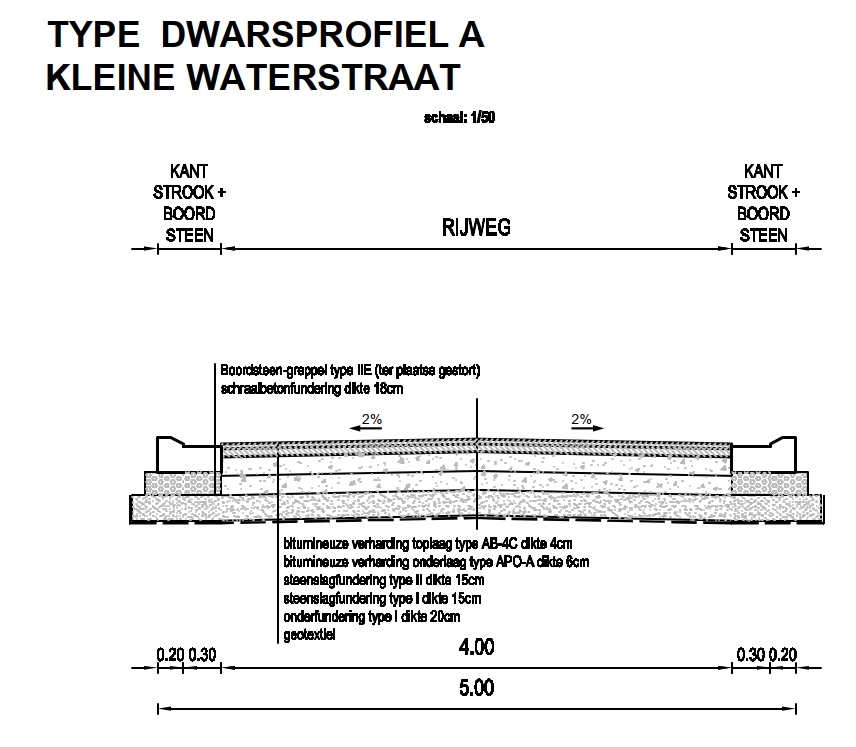 TYPE DWARSPROFIEL A
KLEINE WATERSTRAAT
schaal: 1/50
KANT
STROOK +
BOORD
STEEN
RIJWEG
KANT
STROOK +
BOORD
STEEN
Boordsteen-greppel type IIE (ter plaatse gestort)
schraalbetonfundering dikte 18cm
2%
2%
bitumineuze verharding toplaag type AB-4C dikte 4cm
bitumineuze verharding onderlaag type APO-A dikte 6cm
steenslagfundering type II dikte 15cm
steenslagfundering type I dikte 15cm
onderfundering type I dikte 20cm
geotextiel
0.20 0.30
4.00
0.30 0.20
5.00